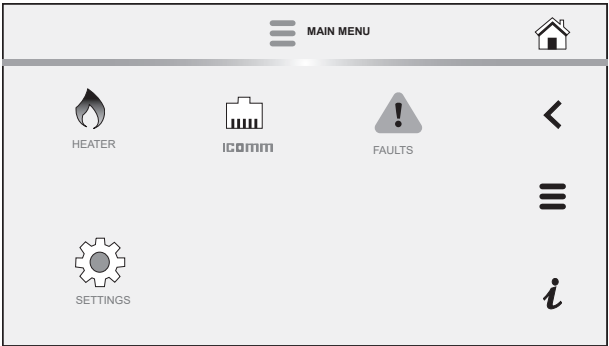 MAIN MENU
HEATER
ICOMM
FAULTS
SETTINGS
i